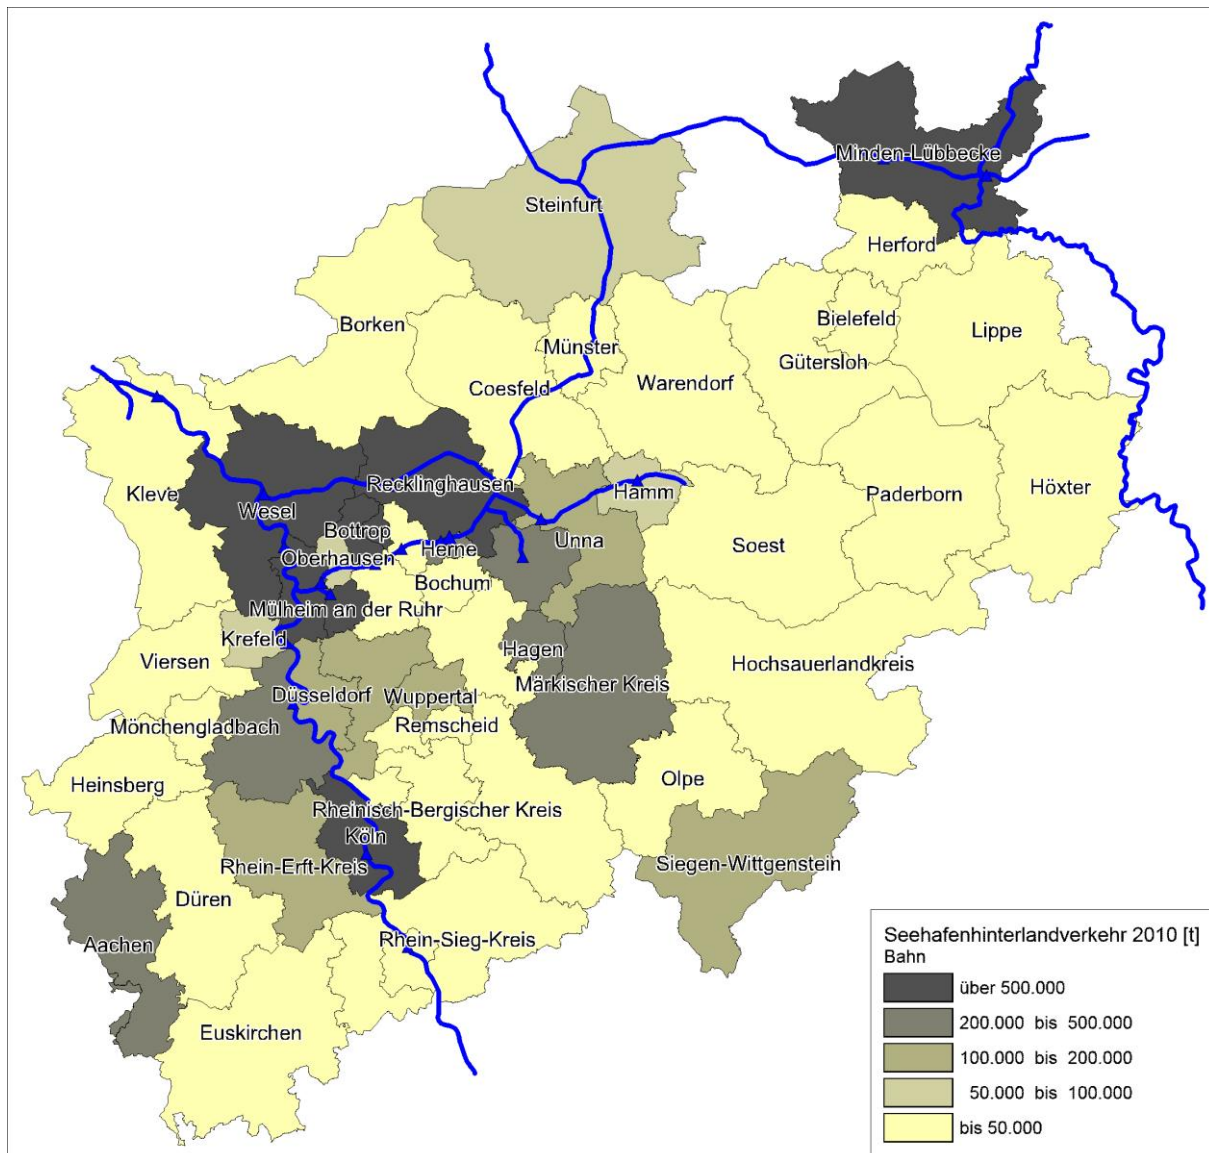 Minden-Lübbecke
Steinfurt
Herford
Borken
Bielefeld
Lippe
Münster
Gütersloh
Coesfeld
Warendorf
Kleve
Recklinghausen
Hamm
Paderborn
Höxter
Wesel
Bottrop
Unna
Soest
Oberhausen
Herne
Bochum
Mülheim an der Ruhr
Krefeld
Hagen
Viersen
Hochsauerlandkreis
Düsseldorf
Wuppertal
Märkischer Kreis
Mönchengladbach
Remscheid
Heinsberg
Olpe
Rheinisch-Bergischer Kreis
Köln
Rhein-Erft-Kreis
Siegen-Wittgenstein
Düren
Aachen
Rhein-Sieg-Kreis
Euskirchen
Seehafenhinterlandverkehr 2010 [t]
Bahn
über 500.000
200.000 bis 500.000
100.000 bis 200.000
50.000 bis 100.000
bis 50.000